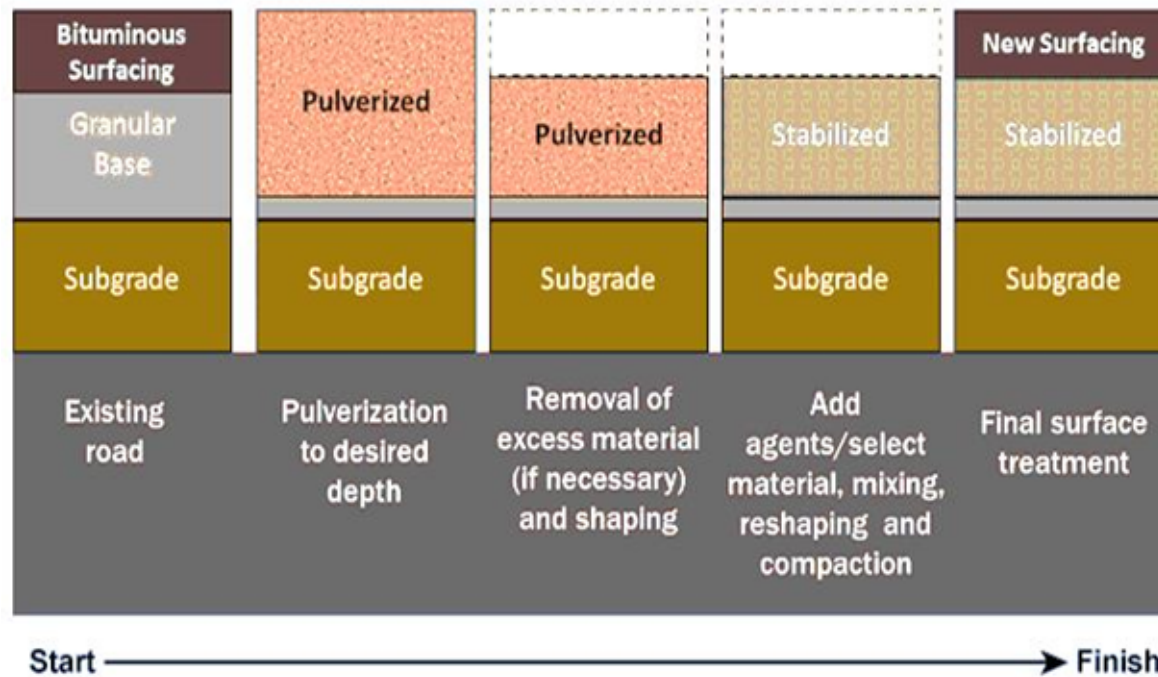 Bituminous
Surfacing
Granular
Base
Subgrade
Existing
road
Pulverized
Subgrade
Pulverization
to desired
depth
Pulverized
Subgrade
Removal of
excess material
(if necessary)
and shaping
Stabilized
Subgrade
Add
agents/select
material, mixing,
reshaping and
compaction
New Surfacing
Stabilized
Subgrade
Final surface
treatment
Start
Finish